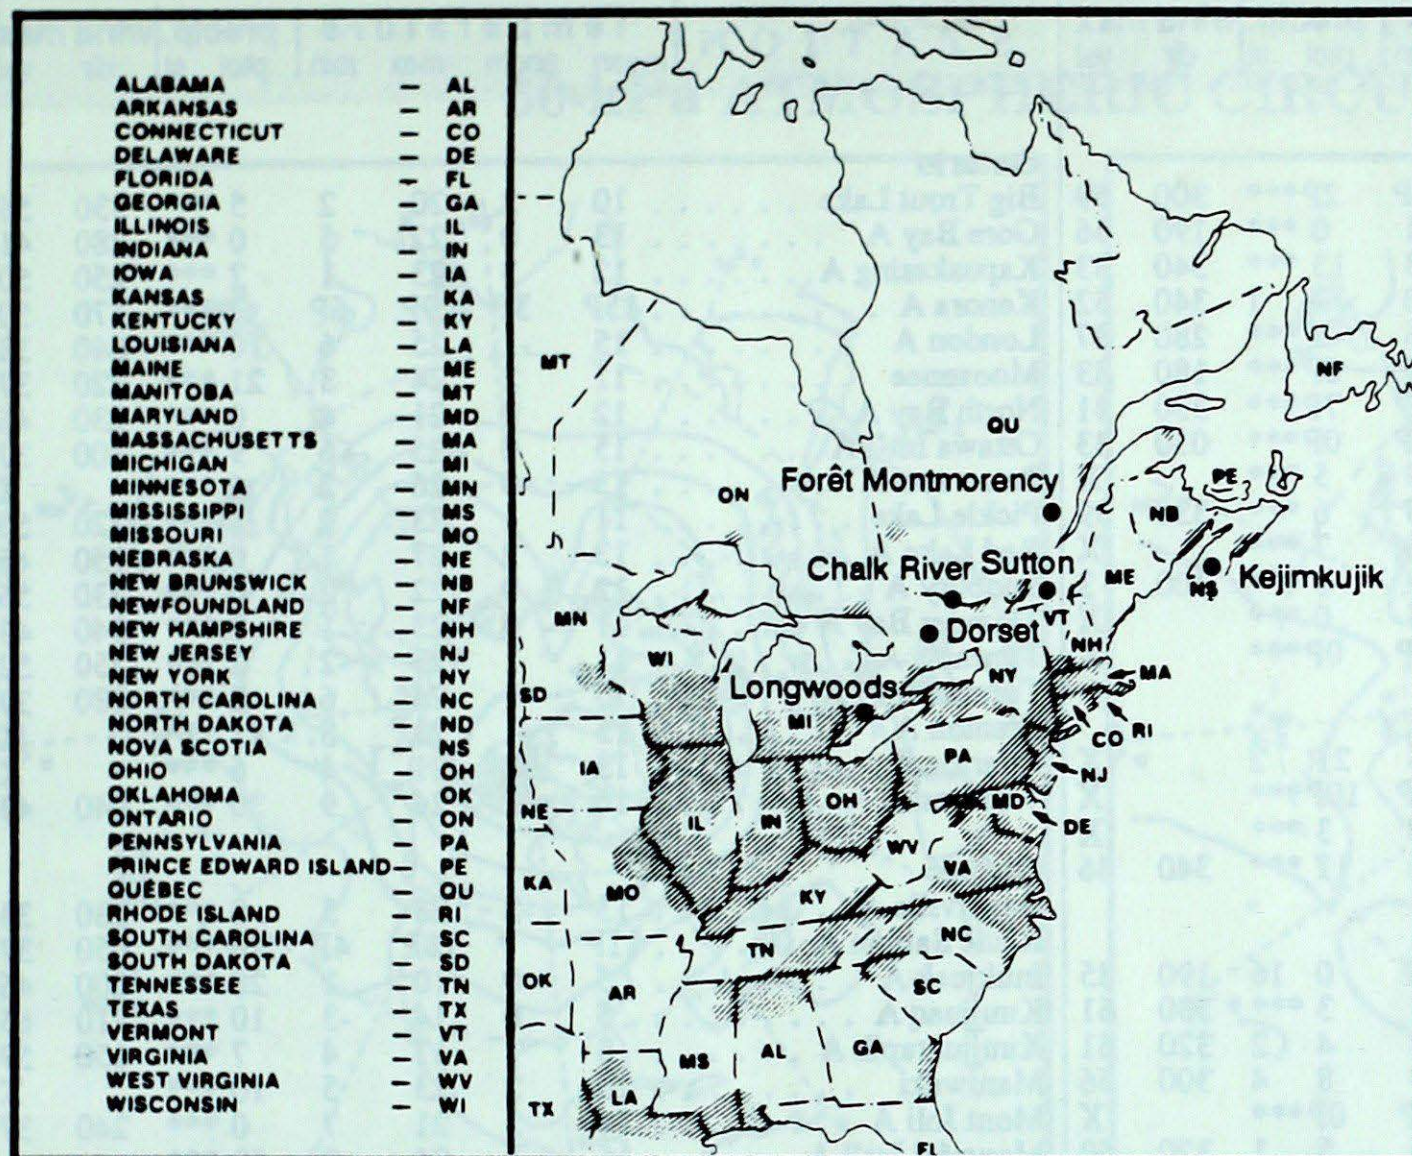 ALABAMA – AL
ARKANSAS – AR
CONNECTICUT – CO
DELAWARE – DE
FLORIDA – FL
GEORGIA – GA
ILLINOIS – IL
INDIANA – IN
IOWA – IA
KANSAS – KA
KENTUCKY – KY
LOUISIANA – LA
MAINE – ME
MANITOBA – MT
MARYLAND – MD
MASSACHUSETTS – MA
MICHIGAN – MI
MINNESOTA – MN
MISSISSIPPI – MS
MISSOURI – MO
NEBRASKA – NE
NEW BRUNSWICK – NB
NEWFOUNDLAND – NF
NEW HAMPSHIRE – NH
NEW JERSEY – NJ
NEW YORK – NY
NORTH CAROLINA – NC
NORTH DAKOTA – ND
NOVA SCOTIA – NS
OHIO – OH
OKLAHOMA – OK
ONTARIO – ON
PENNSYLVANIA – PA
PRINCE EDWARD ISLAND – PE
QUÉBEC – QU
RHODE ISLAND – RI
SOUTH CAROLINA – SC
SOUTH DAKOTA – SD
TENNESSEE – TN
TEXAS – TX
VERMONT – VT
VIRGINIA – VA
WEST VIRGINIA – WV
WISCONSIN – WI
MT
NF
QU
ON
Forêt Montmorency
PE
NB
Chalk River
Sutton
ME
NS
Kejimkujik
MN
VT
Dorset
NH
WI
NY
MA
SD
Longwoods
MI
CO
RI
IA
PA
NJ
NE
OH
MD
IL
IN
DE
WV
VA
KA
MO
KY
NC
TN
OK
AR
SC
MS
AL
GA
LA
TX
FL